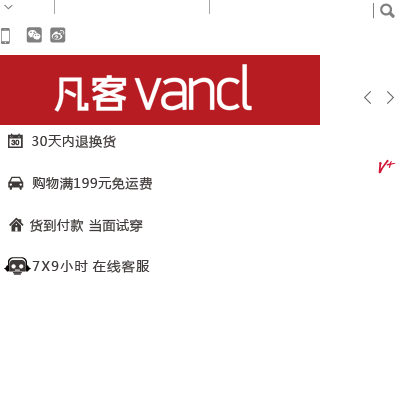 凡客 vancl
30天内退换货
30
V+
购物满199元免运费
货到付款 当面试穿
7X9小时 在线客服